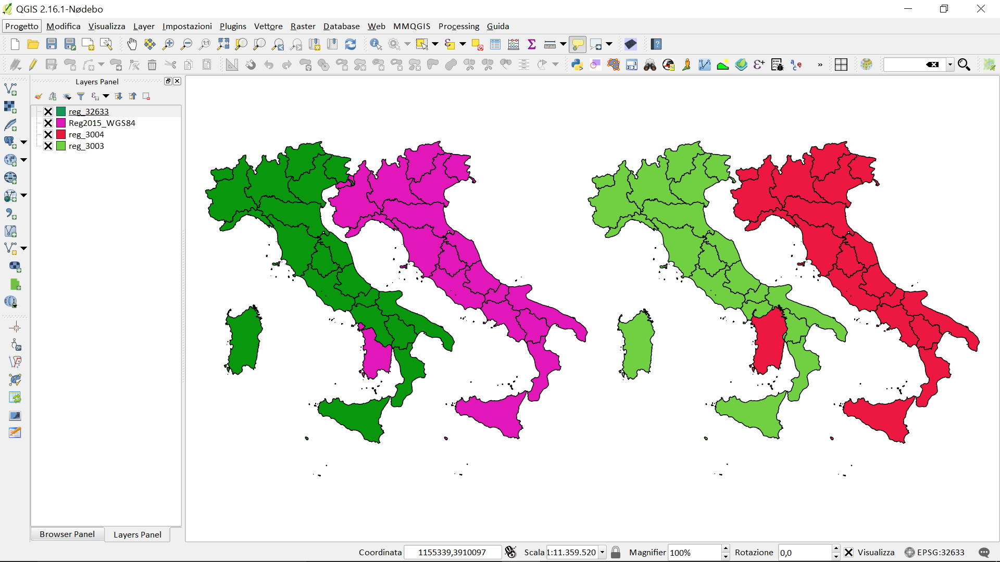 QGIS 2.16.1-Nødebo
Progetto Modifica Visualizza Layer Impostazioni Plugins Vettore Raster Database Web MMQGIS Processing Guida
Layers Panel
reg_32633
Reg2015_WGS84
reg_3004
reg_3003
Browser Panel Layers Panel
Coordinata 1155339,3910097 Scala 1:11.359.520 Magnifier 100% Rotazione 0,0 Visualizza EPSG:32633